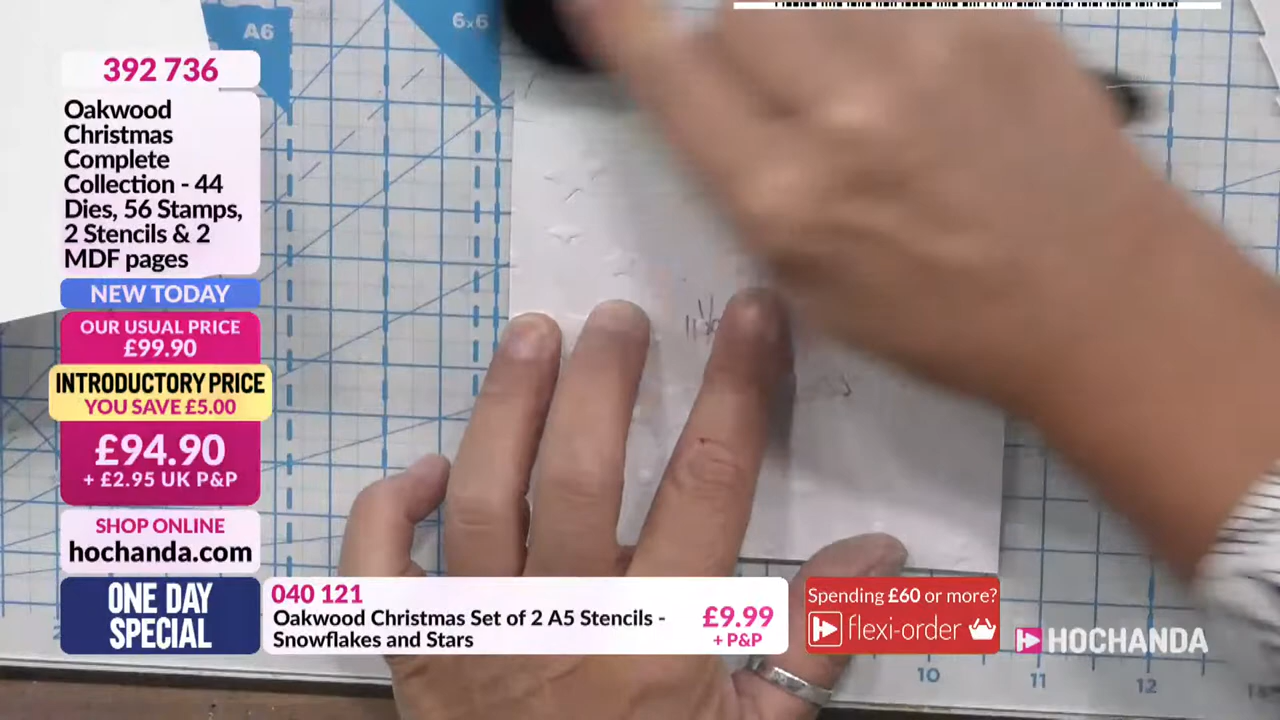 A6
6x6
392 736
Oakwood
Christmas
Complete
Collection - 44
Dies, 56 Stamps,
2 Stencils & 2
MDF pages
NEW TODAY
OUR USUAL PRICE
£99.90
INTRODUCTORY PRICE
YOU SAVE £5.00
£94.90
+ £2.95 UK P&P
SHOP ONLINE
hochanda.com
ONE DAY
SPECIAL
040 121
Oakwood Christmas Set of 2 A5 Stencils -
Snowflakes and Stars
£9.99
+ P&P
Spending £60 or more?
flexi-order
HOCHANDA
10
11
12